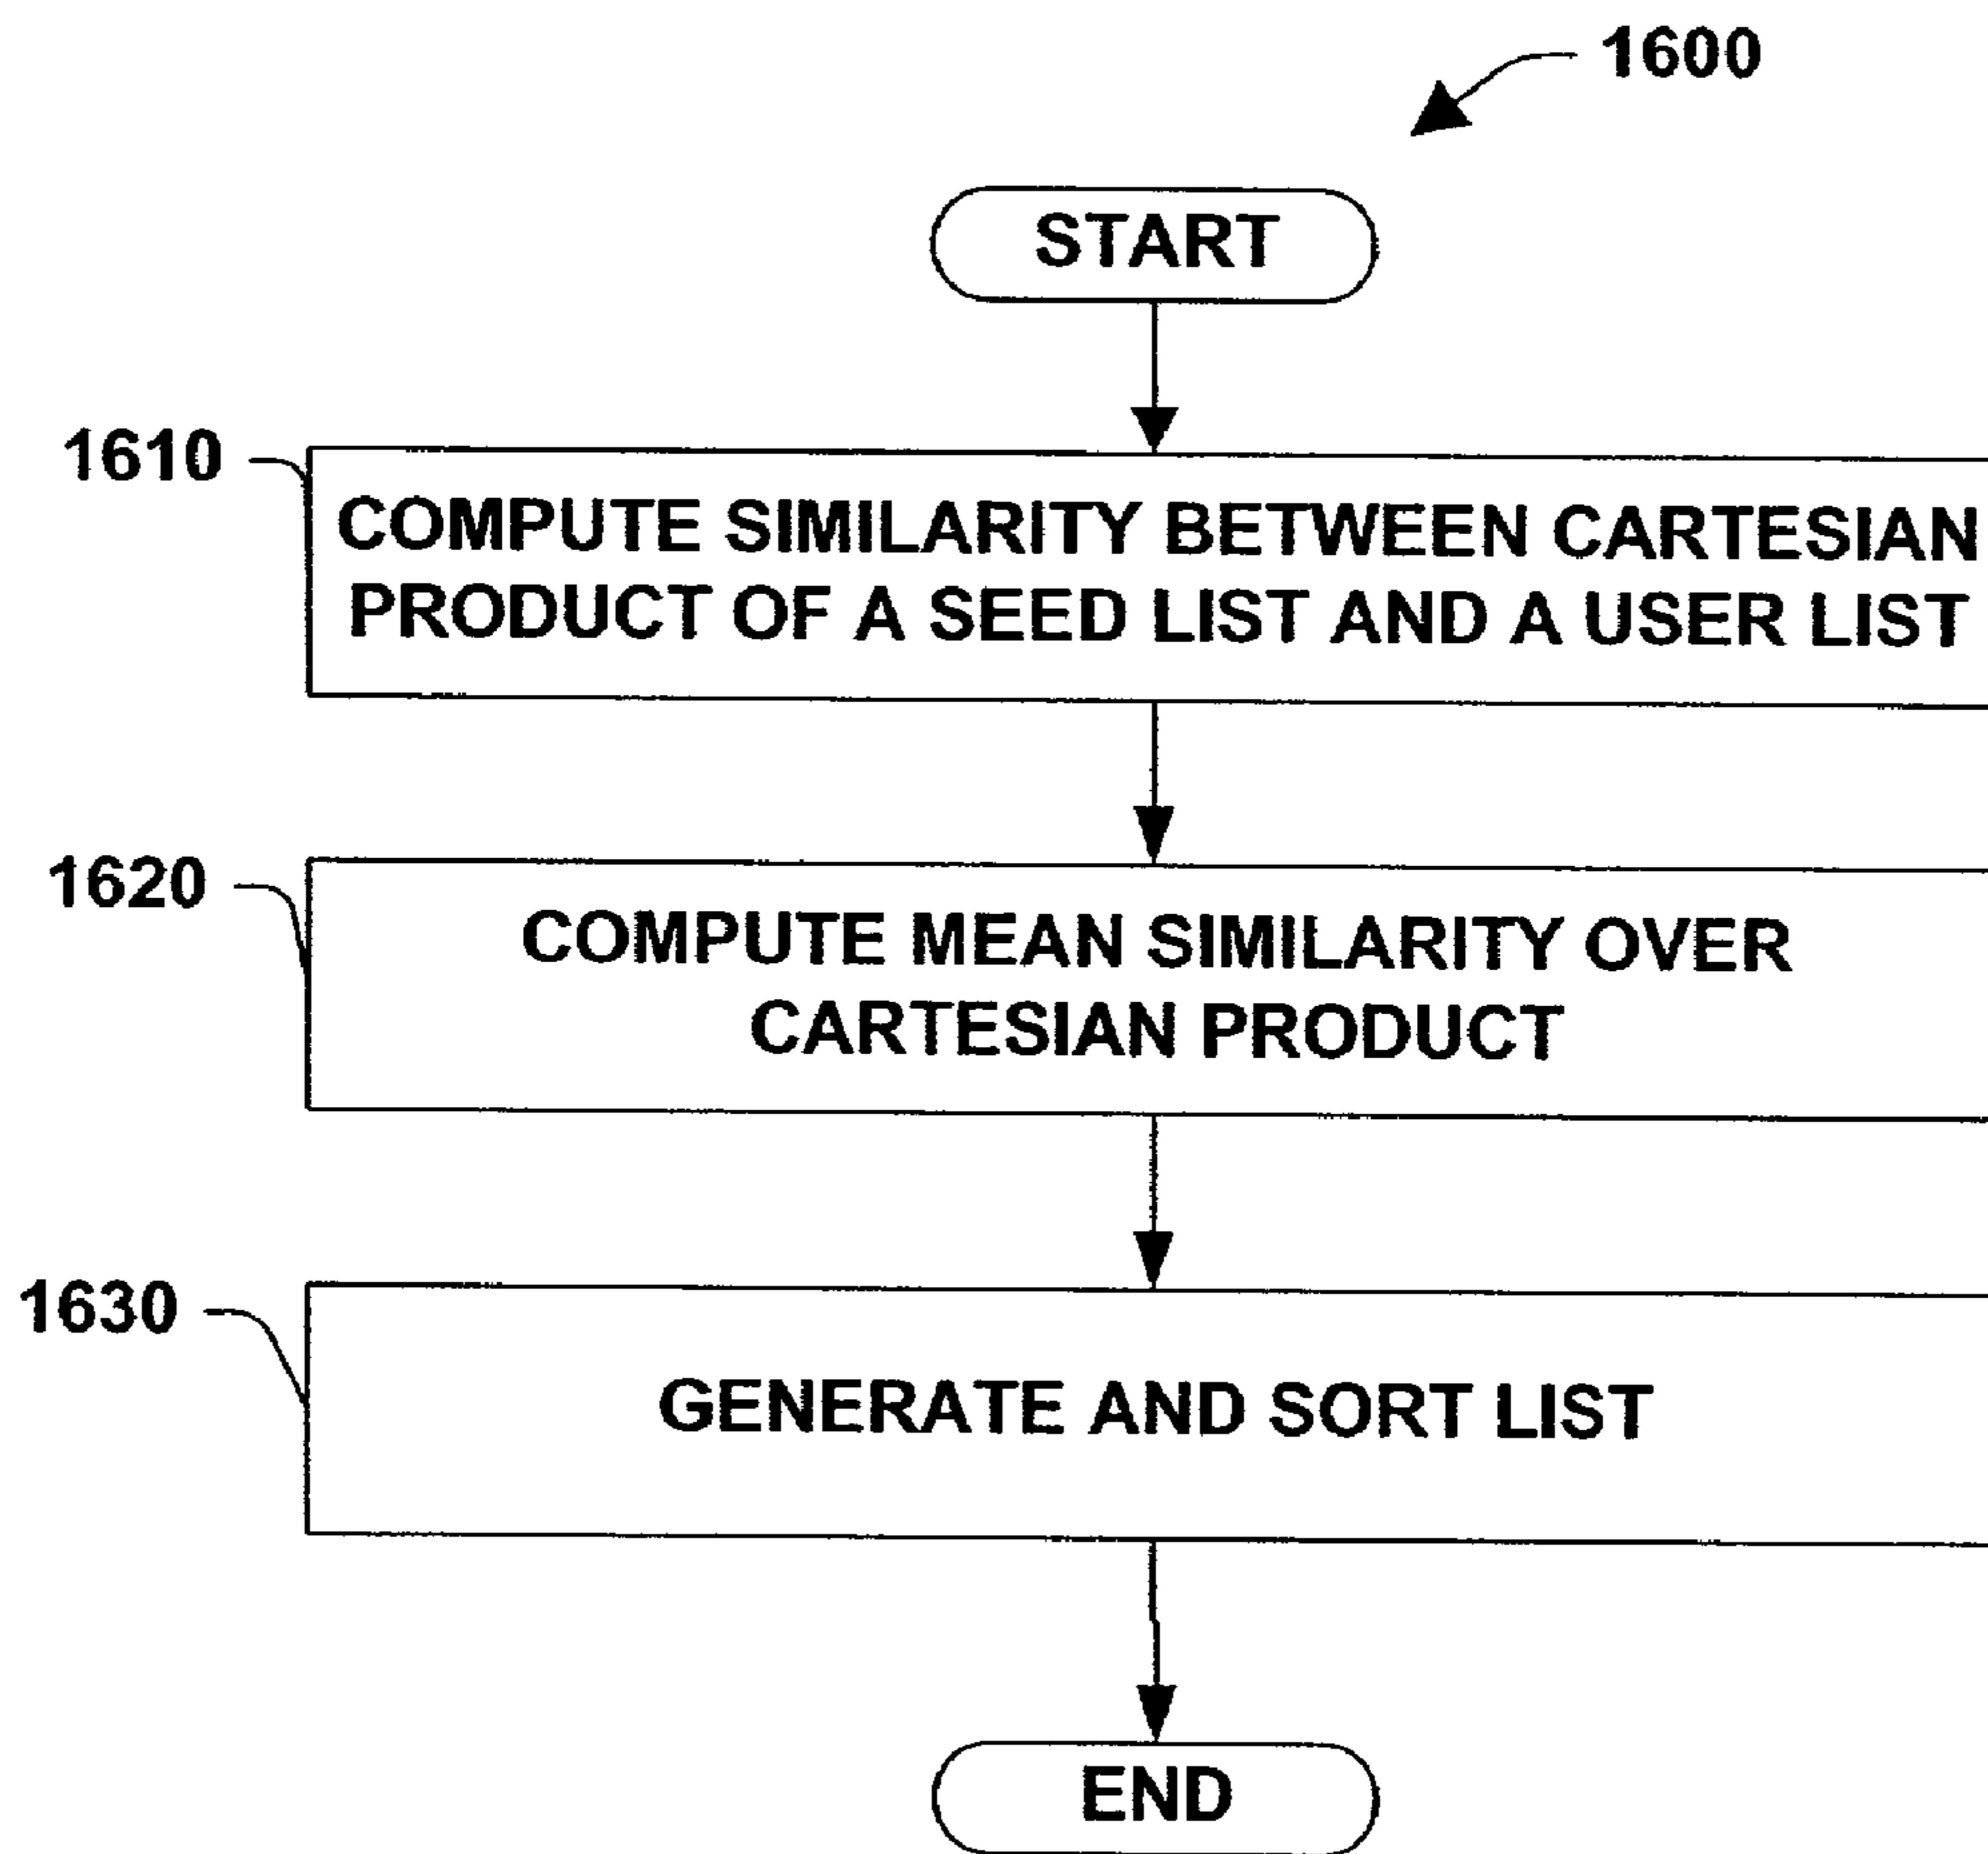 1600
START
1610
COMPUTE SIMILARITY BETWEEN CARTESIAN
PRODUCT OF A SEED LIST AND A USER LIST
1620
COMPUTE MEAN SIMILARITY OVER
CARTESIAN PRODUCT
1630
GENERATE AND SORT LIST
END